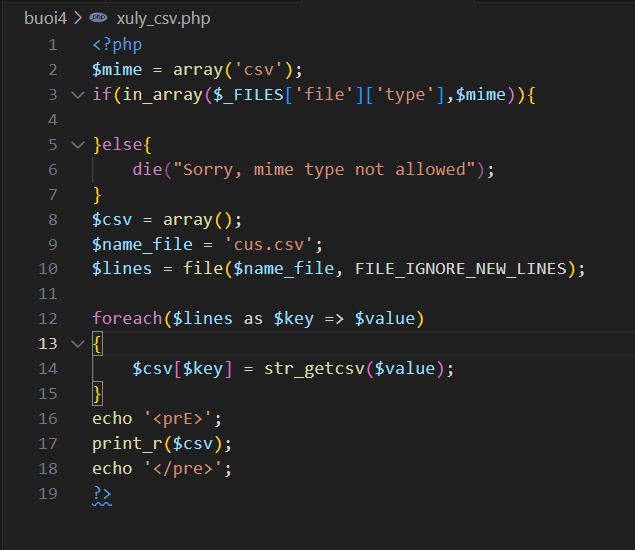 buoi4 > php xuly_csv.php
1 <?php
2 $mime = array('csv');
3 if(in_array($_FILES['file']['type'],$mime)){
4
5 }else{
6     die("Sorry, mime type not allowed");
7 }
8 $csv = array();
9 $name_file = 'cus.csv';
10 $lines = file($name_file, FILE_IGNORE_NEW_LINES);
11
12 foreach($lines as $key => $value)
13 {
14     $csv[$key] = str_getcsv($value);
15 }
16 echo '<prE>';
17 print_r($csv);
18 echo '</pre>';
19 ?>